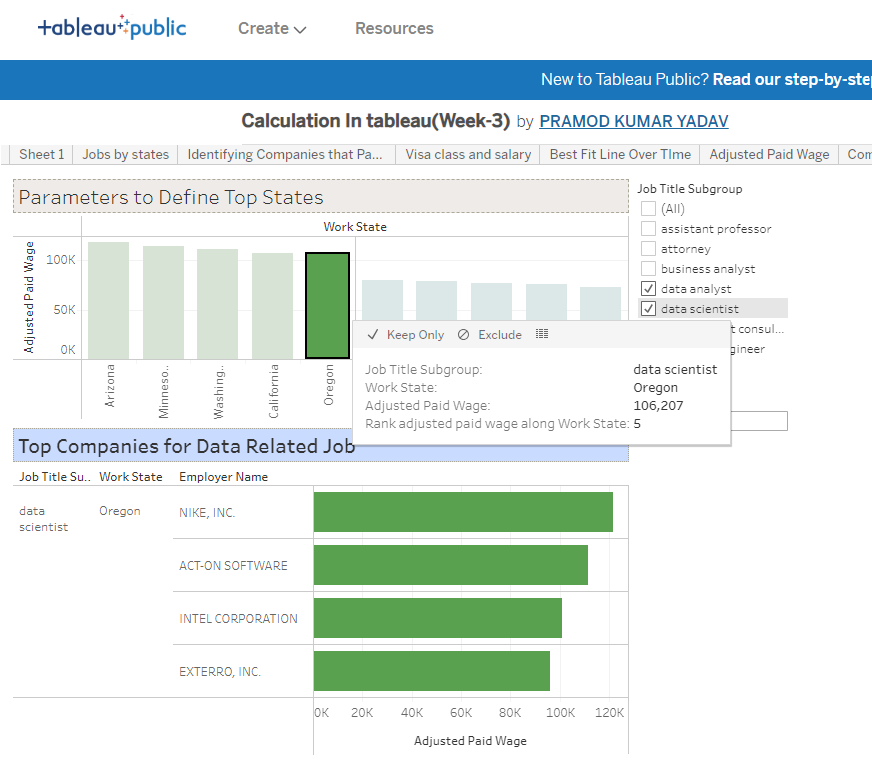 tableau public Create Resources
New to Tableau Public? Read our step-by-ste
Calculation In tableau(Week-3) by PRAMOD KUMAR YADAV
Sheet 1 Jobs by states Identifying Companies that Pa... Visa class and salary Best Fit Line Over TIme Adjusted Paid Wage Com
Parameters to Define Top States
Work State
Adjusted Paid Wage
100K
50K
0K
Arizona
Minneso..
Washing..
California
Oregon
Job Title Subgroup
(All)
assistant professor
attorney
business analyst
data analyst
data scientist
t consul...
gineer
Keep Only Exclude
Job Title Subgroup: data scientist
Work State: Oregon
Adjusted Paid Wage: 106,207
Rank adjusted paid wage along Work State: 5
Top Companies for Data Related Job
Job Title Su.. Work State Employer Name
data
scientist
Oregon
NIKE, INC.
ACT-ON SOFTWARE
INTEL CORPORATION
EXTERRO, INC.
0K 20K 40K 60K 80K 100K 120K
Adjusted Paid Wage